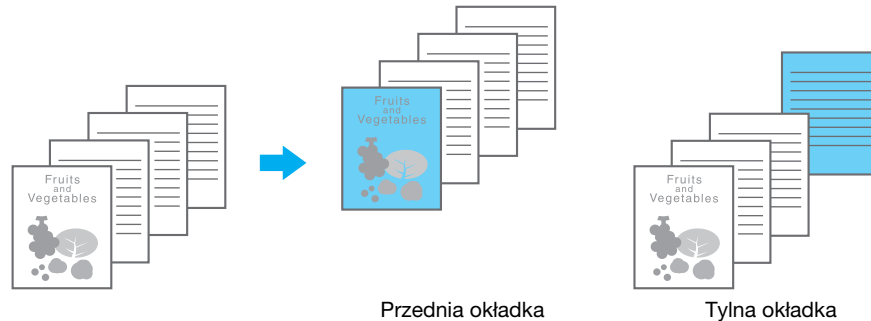 Fruits
and
Vegetables
Fruits
and
Vegetables
Fruits
and
Vegetables
Przednia okładka
Tylna okładka